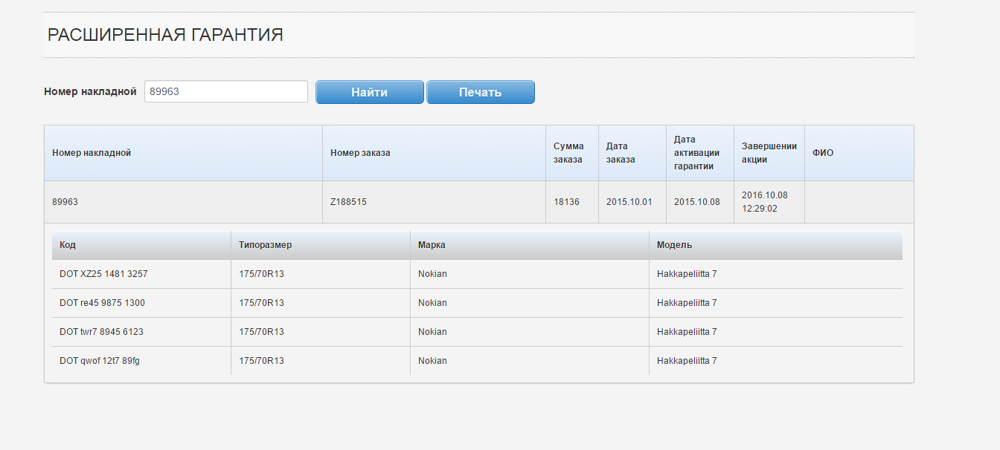 РАСШИРЕННАЯ ГАРАНТИЯ
Номер накладной 89963 Найти Печать
Номер накладной Номер заказа Сумма заказа Дата заказа Дата активации гарантии Завершении акции ФИО
89963 Z188515 18136 2015.10.01 2015.10.08 2016.10.08 12:29:02
Код Типоразмер Марка Модель
DOT XZ25 1481 3257 175/70R13 Nokian Hakkapeliitta 7
DOT re45 9875 1300 175/70R13 Nokian Hakkapeliitta 7
DOT twr7 8945 6123 175/70R13 Nokian Hakkapeliitta 7
DOT qwof 12t7 89fg 175/70R13 Nokian Hakkapeliitta 7